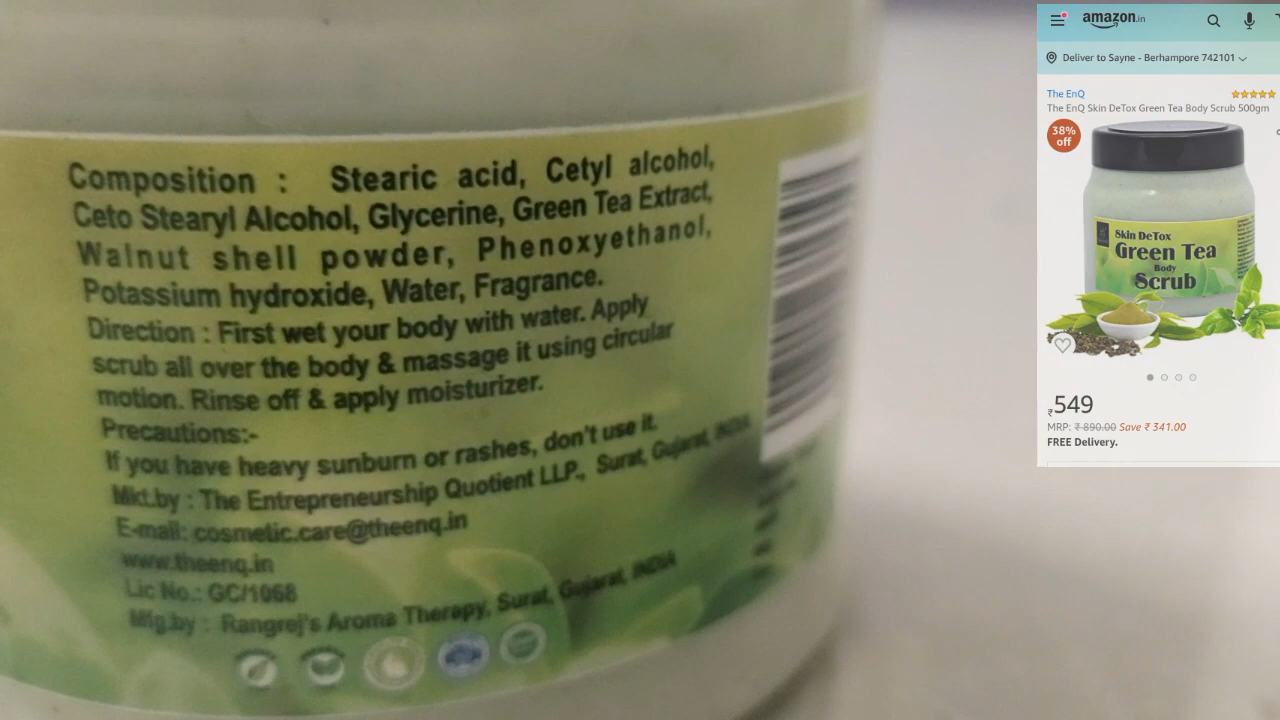 Composition : Stearic acid, Cetyl alcohol,
Ceto Stearyl Alcohol, Glycerine, Green Tea Extract,
Walnut shell powder, Phenoxyethanol,
Potassium hydroxide, Water, Fragrance.
Direction : First wet your body with water. Apply
scrub all over the body & massage it using circular
motion. Rinse off & apply moisturizer.
Precautions:-
If you have heavy sunburn or rashes, don't use it.
Mkt.by : The Entrepreneurship Quotient LLP., Surat, Gujarat, INDIA
E-mail: cosmetic.care@theenq.in
www.theenq.in
Lic No.: GC/1068
Mfg.by : Rangrej's Aroma Therapy, Surat, Gujarat, INDIA
amazon.in
Deliver to Sayne - Berhampore 742101
The EnQ
The EnQ Skin DeTox Green Tea Body Scrub 500gm
38%
off
Skin DeTox
Green Tea
Body
Scrub
₹549
MRP: ₹ 890.00 Save ₹ 341.00
FREE Delivery.